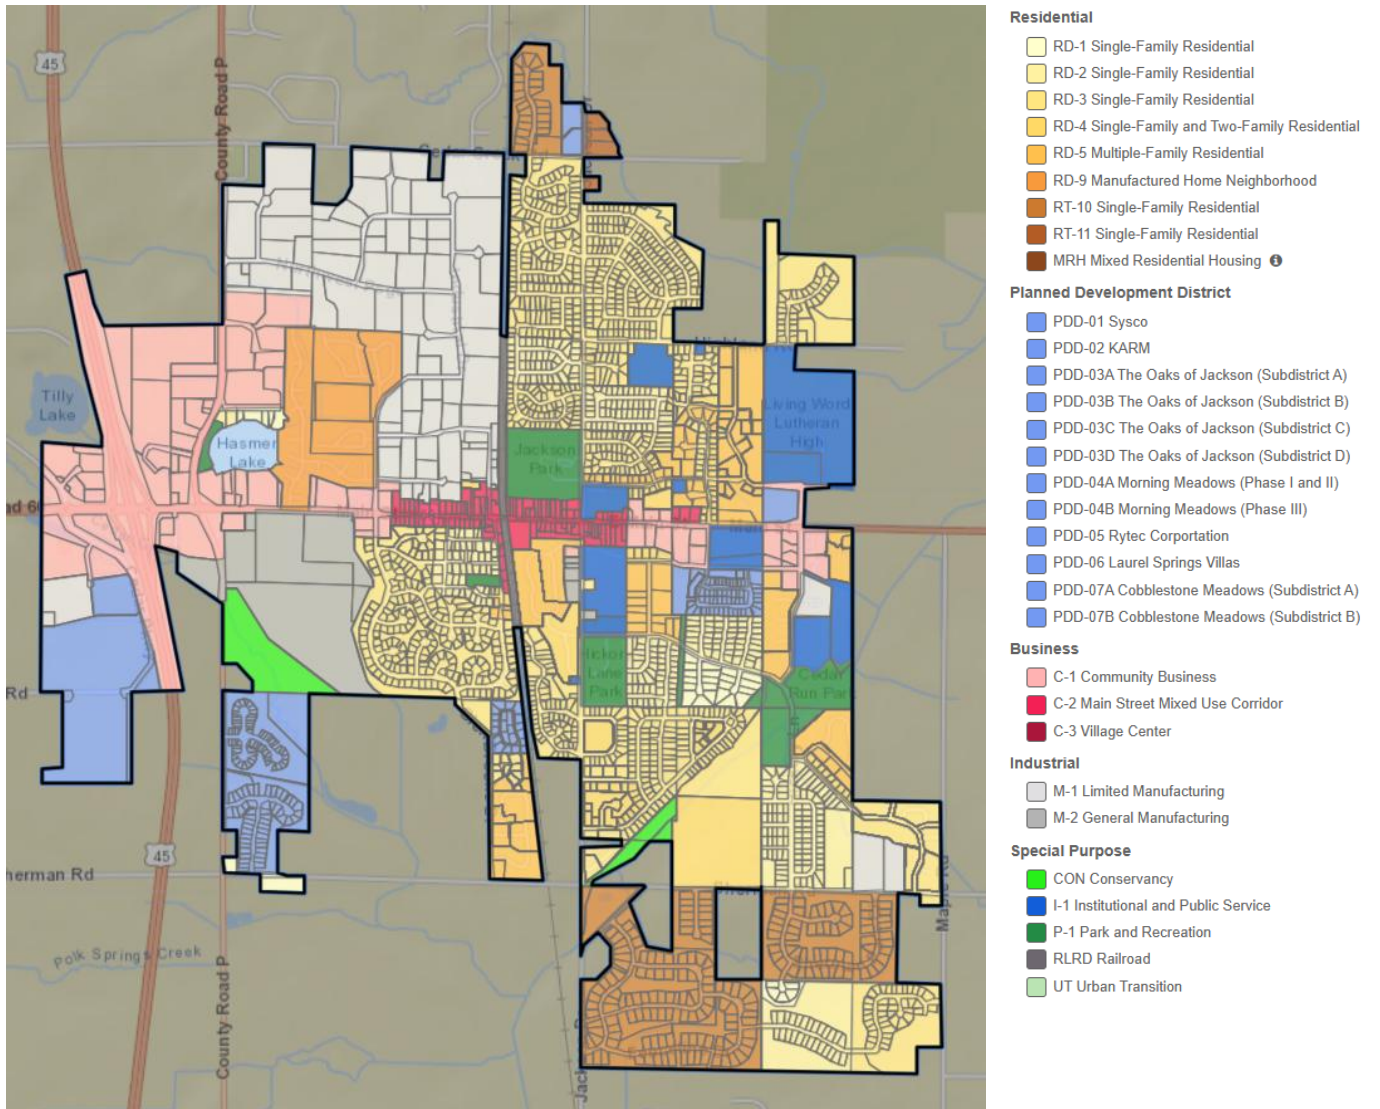 45
County Road P
Tilly
Lake
Hasmer
Lake
Jackson
Park
Living Word
Lutheran
High
Lane
Park
Cedar
Run Park
Rd
45
herman Rd
Polk Springs Creek
County Road P
Maple Rd
Residential
RD-1 Single-Family Residential
RD-2 Single-Family Residential
RD-3 Single-Family Residential
RD-4 Single-Family and Two-Family Residential
RD-5 Multiple-Family Residential
RD-9 Manufactured Home Neighborhood
RT-10 Single-Family Residential
RT-11 Single-Family Residential
MRH Mixed Residential Housing
Planned Development District
PDD-01 Sysco
PDD-02 KARM
PDD-03A The Oaks of Jackson (Subdistrict A)
PDD-03B The Oaks of Jackson (Subdistrict B)
PDD-03C The Oaks of Jackson (Subdistrict C)
PDD-03D The Oaks of Jackson (Subdistrict D)
PDD-04A Morning Meadows (Phase I and II)
PDD-04B Morning Meadows (Phase III)
PDD-05 Rytec Corportation
PDD-06 Laurel Springs Villas
PDD-07A Cobblestone Meadows (Subdistrict A)
PDD-07B Cobblestone Meadows (Subdistrict B)
Business
C-1 Community Business
C-2 Main Street Mixed Use Corridor
C-3 Village Center
Industrial
M-1 Limited Manufacturing
M-2 General Manufacturing
Special Purpose
CON Conservancy
I-1 Institutional and Public Service
P-1 Park and Recreation
RLRD Railroad
UT Urban Transition